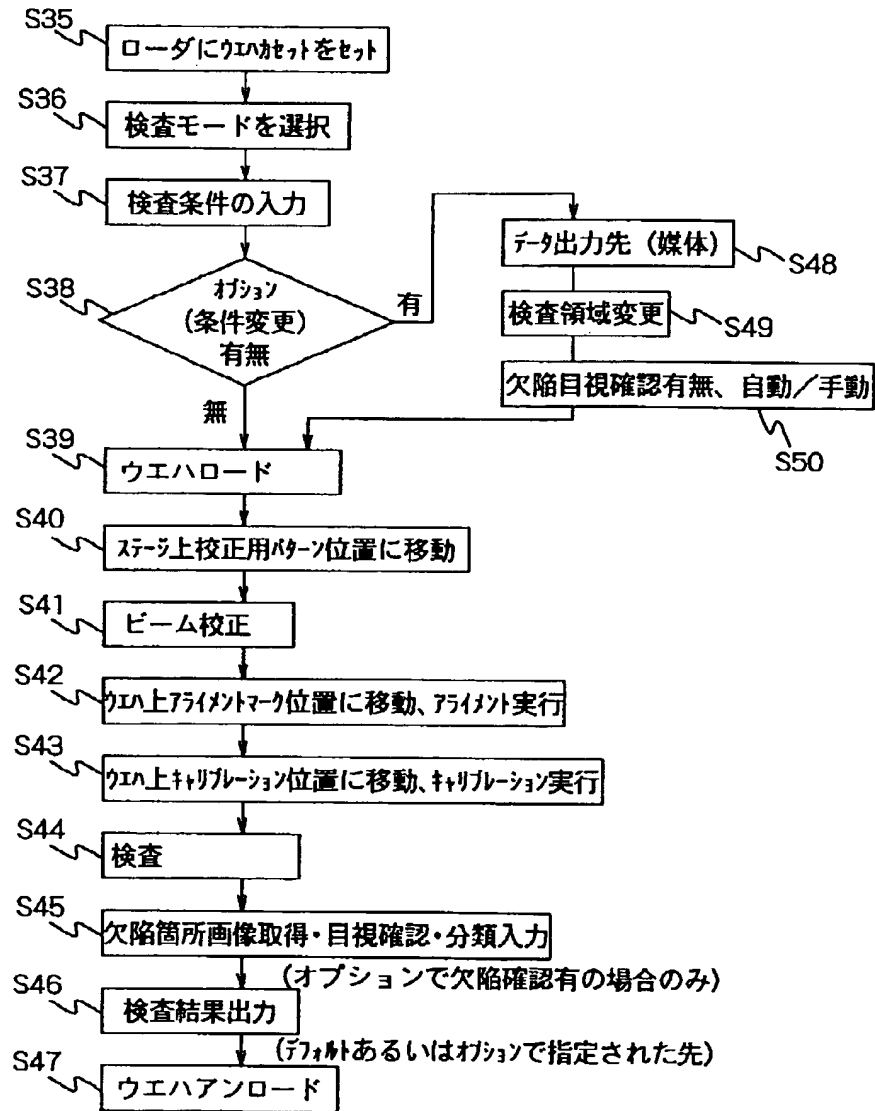 S35
ローダにｳｴﾊｶｾｯﾄをｾｯﾄ
S36
検査モードを選択
S37
検査条件の入力
S38
ｵﾌﾟｼｮﾝ
(条件変更)
有無
有
無
ﾃﾞｰﾀ出力先（媒体）
S48
検査領域変更
S49
欠陥目視確認有無、自動／手動
S50
S39
ウエハロード
S40
ｽﾃｰｼﾞ上校正用ﾊﾟﾀｰﾝ位置に移動
S41
ビーム校正
S42
ｳｴﾊ上ｱﾗｲﾒﾝﾄﾏｰｸ位置に移動、ｱﾗｲﾒﾝﾄ実行
S43
ｳｴﾊ上ｷｬﾘﾌﾞﾚｰｼｮﾝ位置に移動、ｷｬﾘﾌﾞﾚｰｼｮﾝ実行
S44
検査
S45
欠陥箇所画像取得・目視確認・分類入力
(オプションで欠陥確認有の場合のみ)
S46
検査結果出力
(ﾃﾞﾌｫﾙﾄあるいはｵﾌﾟｼｮﾝで指定された先)
S47
ウエハアンロード